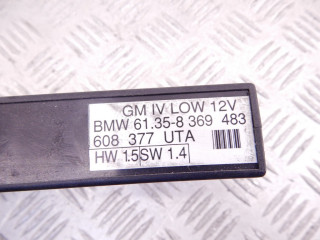 GM IV LOW 12V
BMW 61.35-8 369 483
608 377 UTA
HW 1.5 SW 1.4